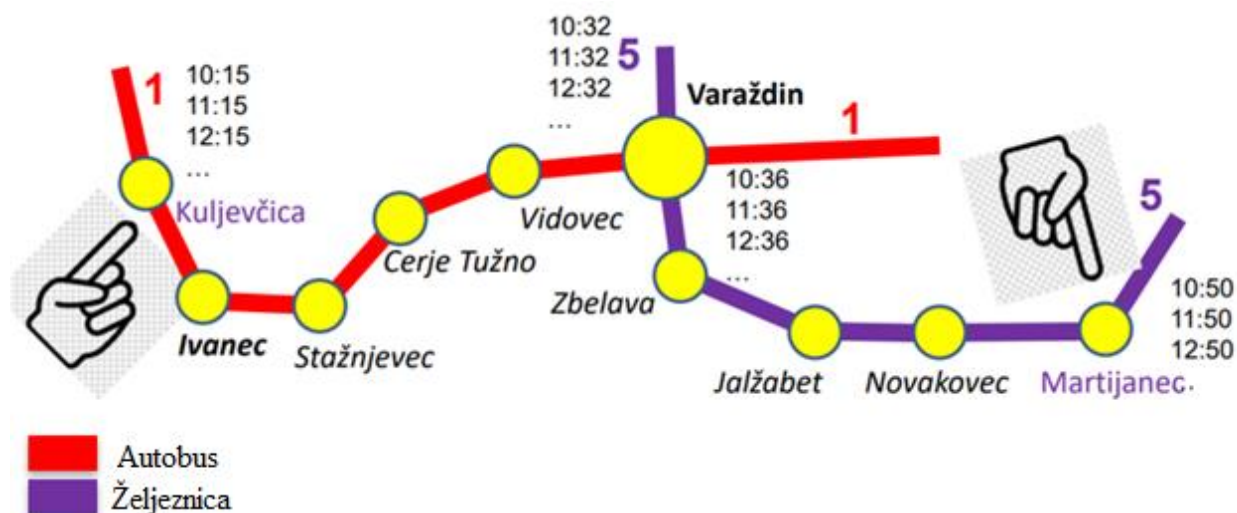 1
10:15
11:15
12:15
...
Kuljevčica
Ivanec
Stažnjevec
Cerje Tužno
Vidovec
10:32
11:32
12:32
...
5
Varaždin
1
10:36
11:36
12:36
...
Zbelava
Jalžabet
Novakovec
Martijanec..
5
10:50
11:50
12:50
Autobus
Željeznica